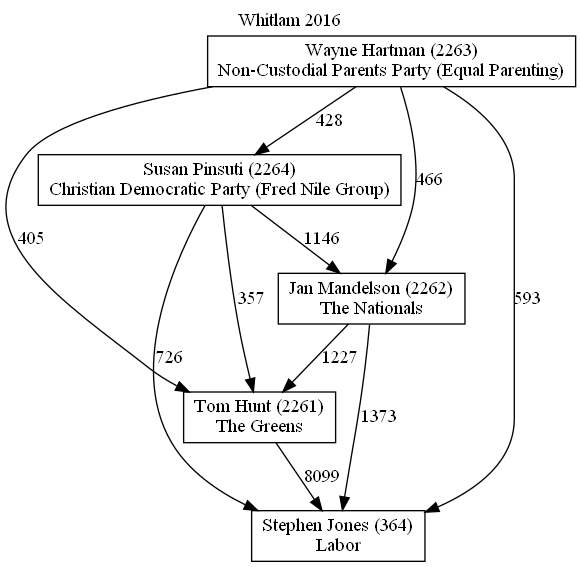 Whitlam 2016
Wayne Hartman (2263)
Non-Custodial Parents Party (Equal Parenting)
428
Susan Pinsuti (2264)
Christian Democratic Party (Fred Nile Group)
466
405
1146
357
Jan Mandelson (2262)
The Nationals
593
726
1227
Tom Hunt (2261)
The Greens
1373
8099
Stephen Jones (364)
Labor